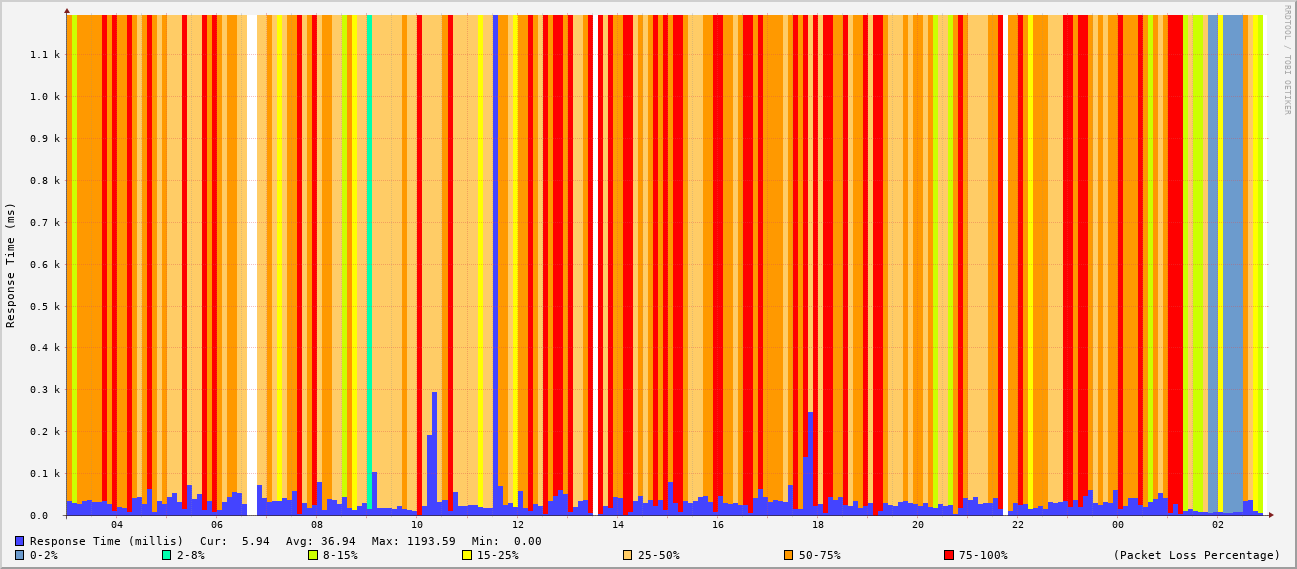 RRDTOOL / TOBI OETIKER
Response Time (ms)
1.1 k
1.0 k
0.9 k
0.8 k
0.7 k
0.6 k
0.5 k
0.4 k
0.3 k
0.2 k
0.1 k
0.0
04 06 08 10 12 14 16 18 20 22 00 02
Response Time (millis) Cur: 5.94 Avg: 36.94 Max: 1193.59 Min: 0.00
0-2% 2-8% 8-15% 15-25% 25-50% 50-75% 75-100% (Packet Loss Percentage)